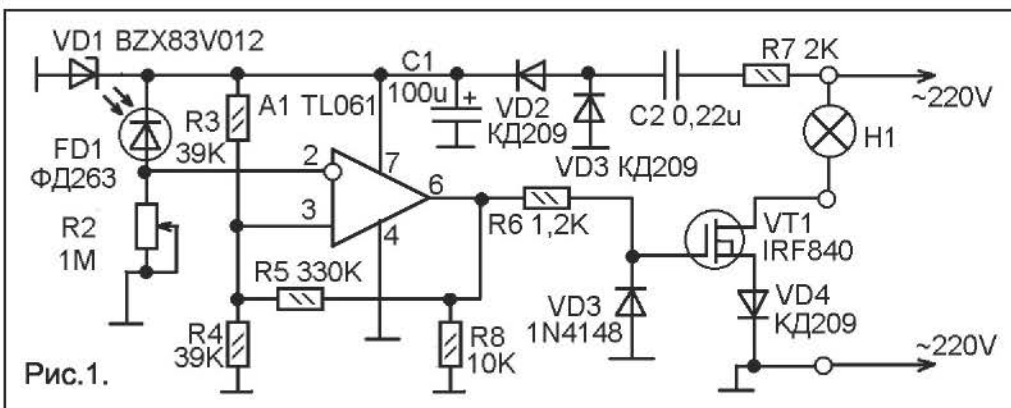 VD1 BZX83V012
C1
100u
+
R7 2K
~220V
R3
39K
A1 TL061
VD2
КД209
C2 0,22u
H1
FD1
ФД263
2
7
VD3 КД209
3
6
4
R6 1,2K
VT1
IRF840
R2
1M
R5 330K
VD3
1N4148
VD4
КД209
R4
39K
R8
10K
~220V
Рис.1.